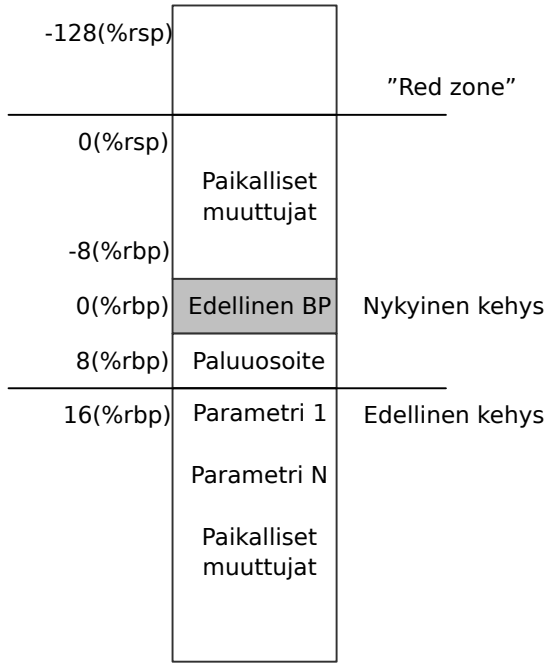 -128(%rsp)
”Red zone”
0(%rsp)
Paikalliset
muuttujat
-8(%rbp)
0(%rbp) Edellinen BP Nykyinen kehys
8(%rbp) Paluuosoite
16(%rbp) Parametri 1 Edellinen kehys
Parametri N
Paikalliset
muuttujat